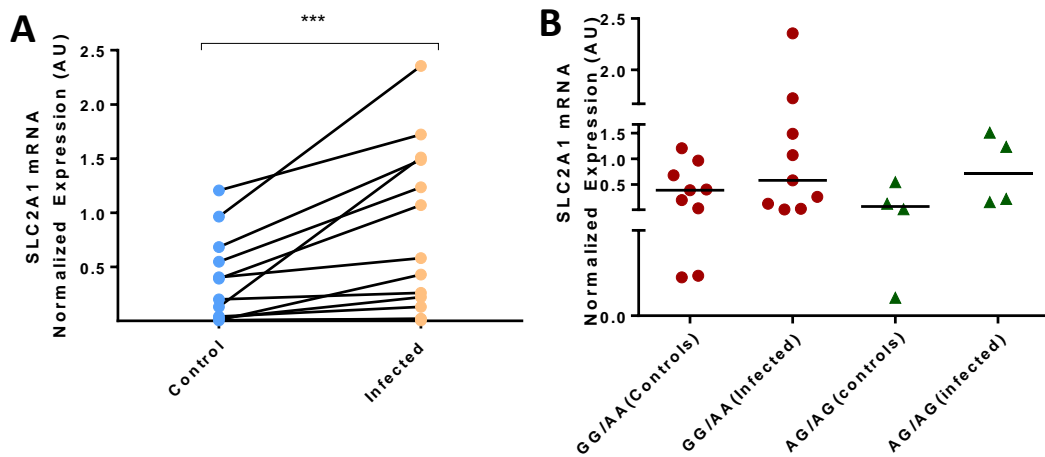 A
***
SLC2A1 mRNA
Normalized Expression (AU)
2.5
2.0
1.5
1.0
0.5
Control
Infected
B
SLC2A1 mRNA
Normalized Expression (AU)
2.5
2.0
1.5
1.0
0.5
0.0
GG/AA(Controls)
GG/AA(Infected)
AG/AG(controls)
AG/AG(infected)